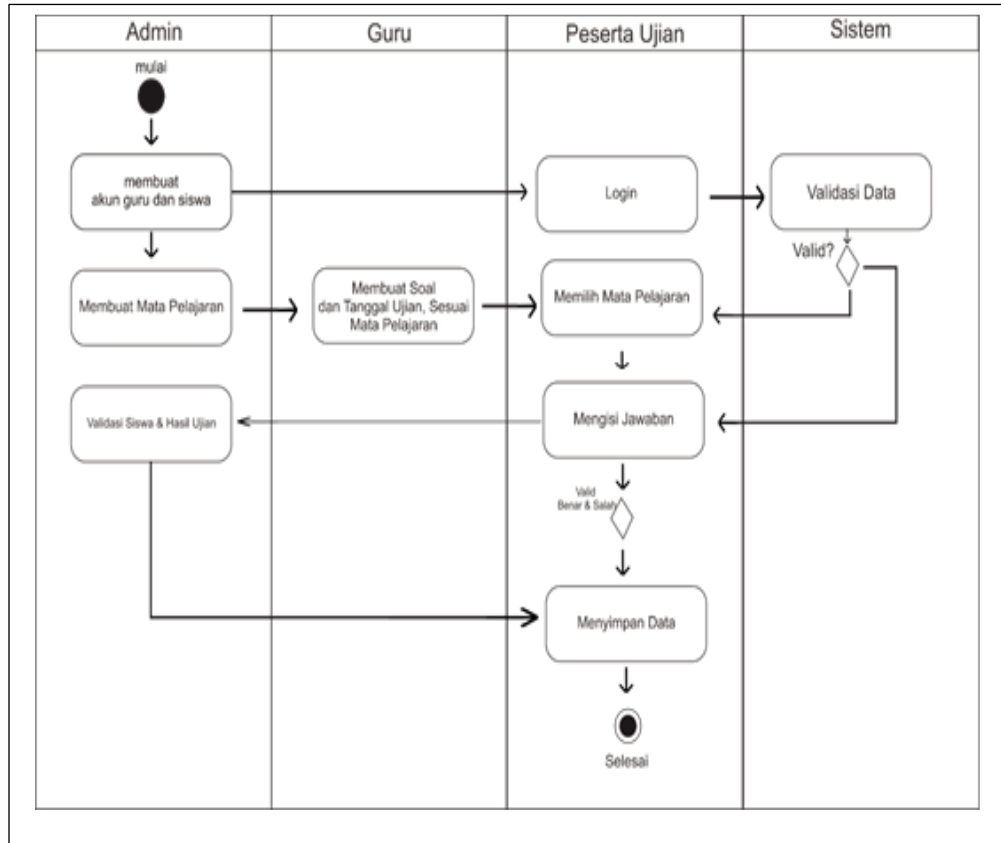 Admin
Guru
Peserta Ujian
Sistem
mulai
membuat
akun guru dan siswa
Login
Validasi Data
Valid?
Membuat Mata Pelajaran
Membuat Soal
dan Tanggal Ujian, Sesuai
Mata Pelajaran
Memilih Mata Pelajaran
Validasi Siswa & Hasil Ujian
Mengisi Jawaban
Valid
Benar & Salah
Menyimpan Data
Selesai